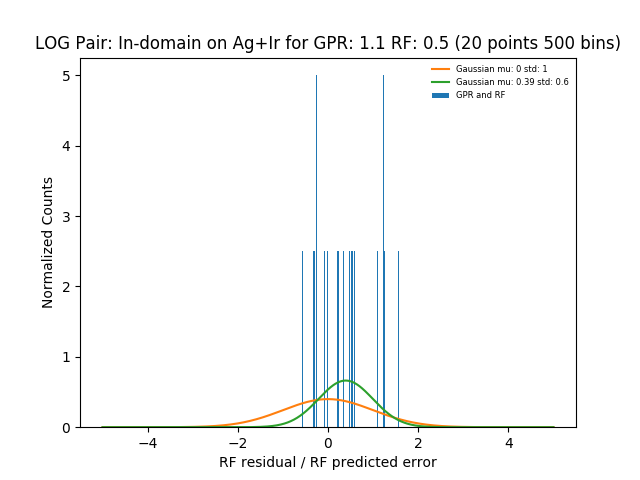 LOG Pair: In-domain on Ag+Ir for GPR: 1.1 RF: 0.5 (20 points 500 bins)
Gaussian mu: 0 std: 1
Gaussian mu: 0.39 std: 0.6
GPR and RF
Normalized Counts
5
4
3
2
1
0
−4 −2 0 2 4
RF residual / RF predicted error